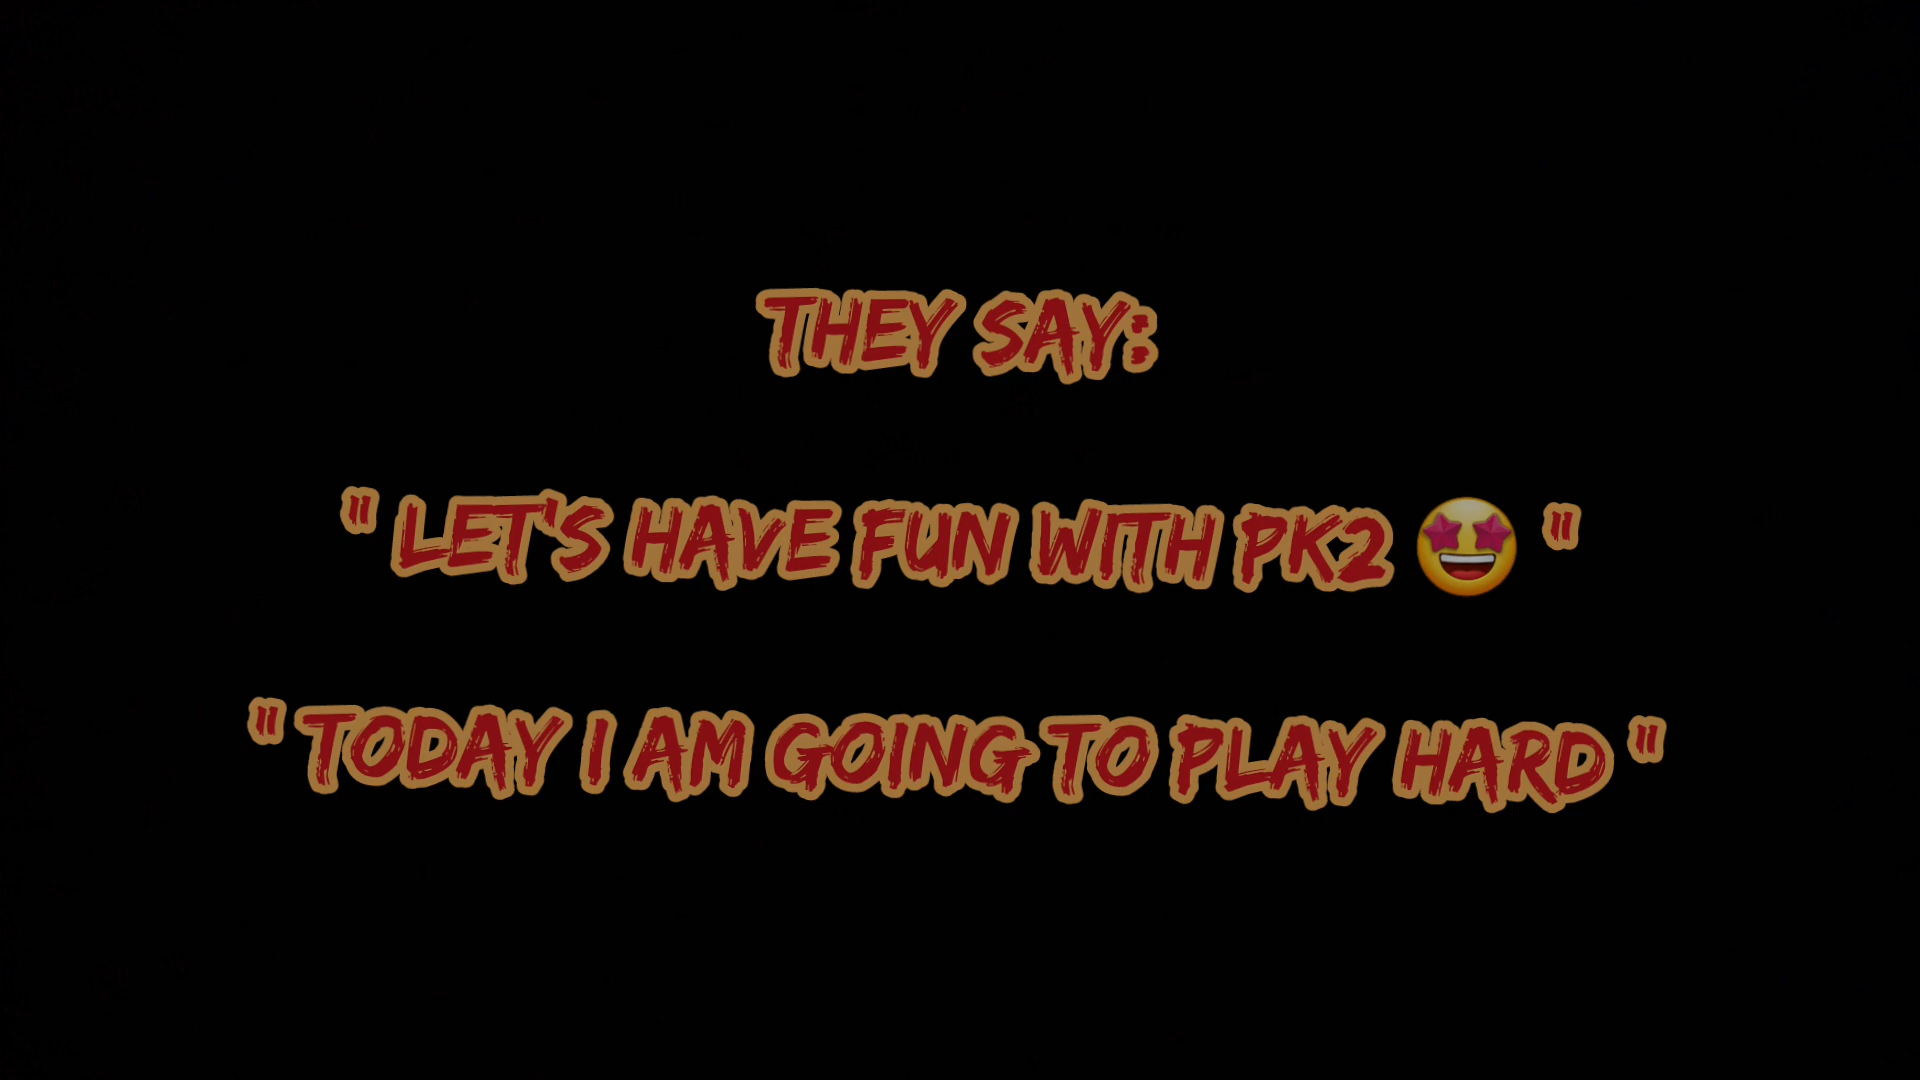 THEY SAY:
" LET'S HAVE FUN WITH PK2 🤩 "
" TODAY I AM GOING TO PLAY HARD "